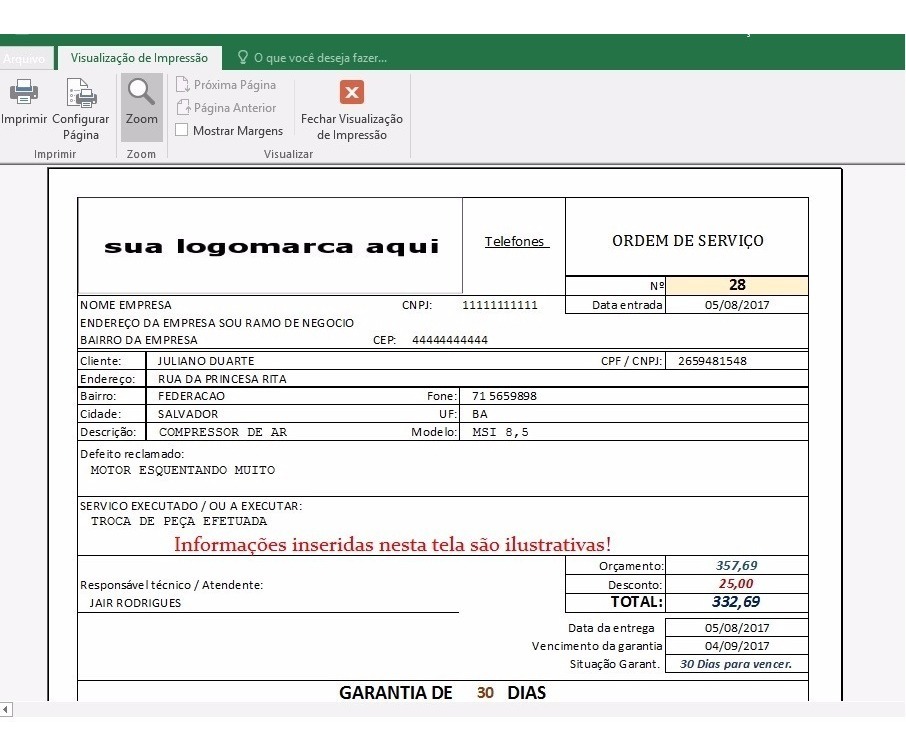 Arquivo Visualização de Impressão O que você deseja fazer...
Imprimir Configurar Página Zoom Próxima Página Página Anterior Mostrar Margens Fechar Visualização de Impressão
Imprimir Zoom Visualizar
sua logomarca aqui Telefones ORDEM DE SERVIÇO
Nº 28
NOME EMPRESA CNPJ: 11111111111 Data entrada 05/08/2017
ENDEREÇO DA EMPRESA SOU RAMO DE NEGOCIO
BAIRRO DA EMPRESA CEP: 44444444444
Cliente: JULIANO DUARTE CPF / CNPJ: 2659481548
Endereço: RUA DA PRINCESA RITA
Bairro: FEDERACAO Fone: 71 5659898
Cidade: SALVADOR UF: BA
Descrição: COMPRESSOR DE AR Modelo: MSI 8,5
Defeito reclamado:
MOTOR ESQUENTANDO MUITO
SERVICO EXECUTADO / OU A EXECUTAR:
TROCA DE PEÇA EFETUADA
Informações inseridas nesta tela são ilustrativas!
Orçamento: 357,69
Responsável técnico / Atendente: Desconto: 25,00
JAIR RODRIGUES TOTAL: 332,69
Data da entrega 05/08/2017
Vencimento da garantia 04/09/2017
Situação Garant. 30 Dias para vencer.
GARANTIA DE 30 DIAS